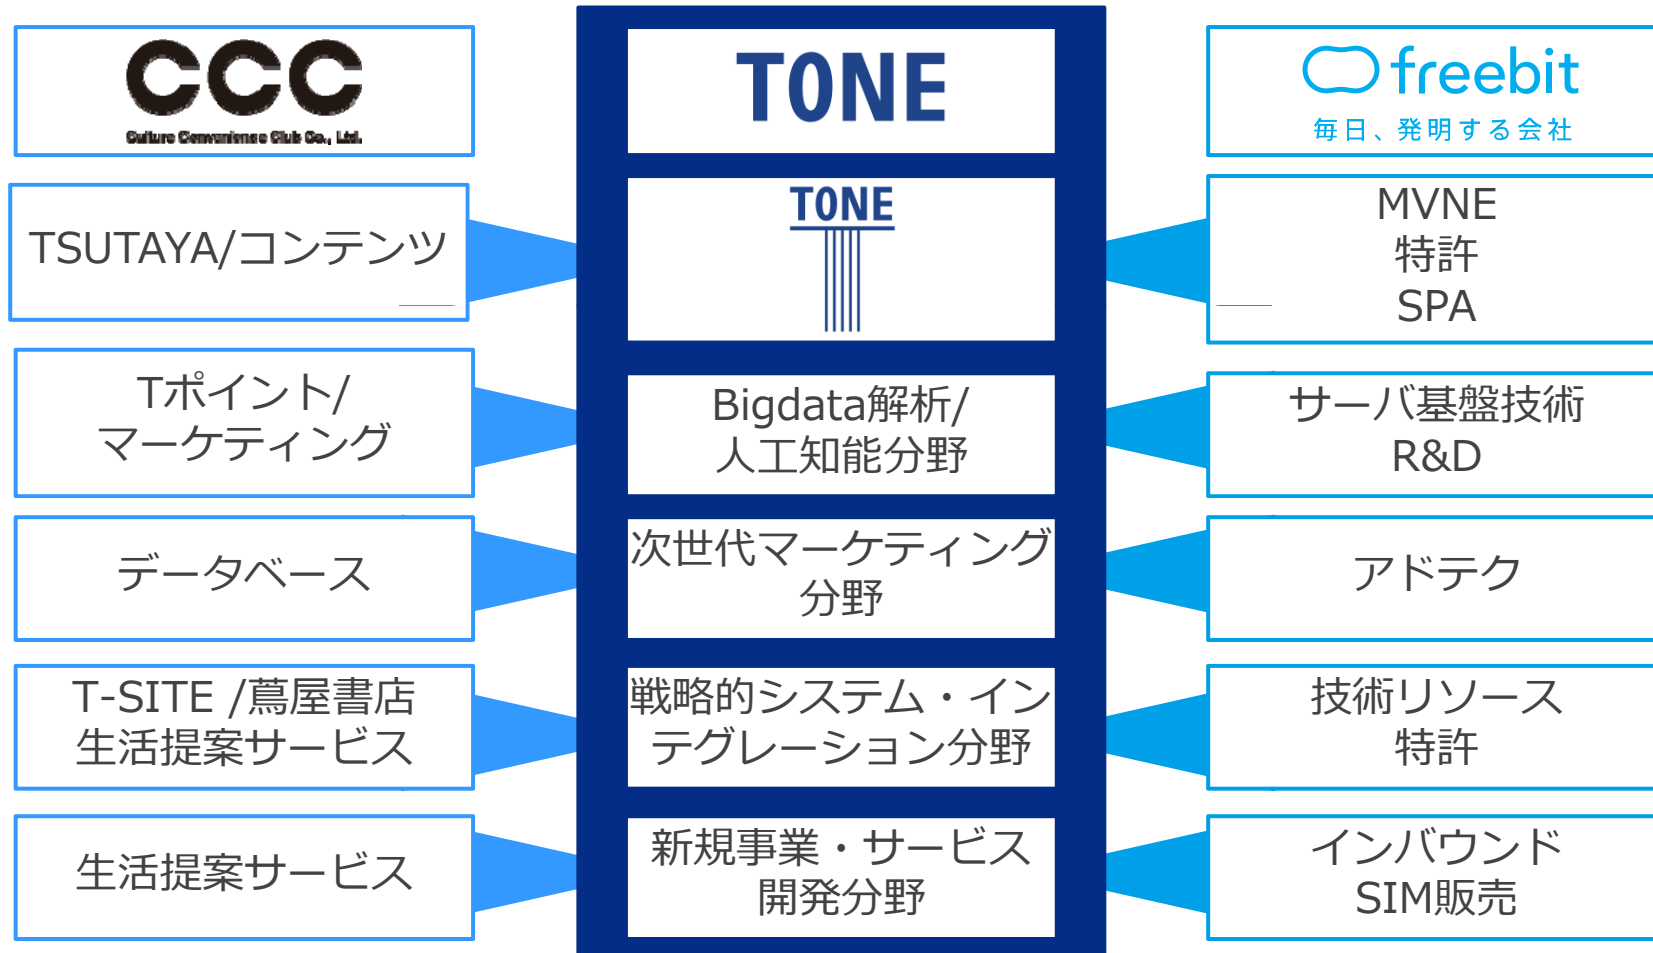 CCC
Culture Convenience Club Co., Ltd.
TONE
freebit
毎日、発明する会社
TSUTAYA/コンテンツ
TONE
MVNE
特許
SPA
Tポイント/
マーケティング
Bigdata解析/
人工知能分野
サーバ基盤技術
R&D
データベース
次世代マーケティング
分野
アドテク
T-SITE /蔦屋書店
生活提案サービス
戦略的システム・イン
テグレーション分野
技術リソース
特許
生活提案サービス
新規事業・サービス
開発分野
インバウンド
SIM販売